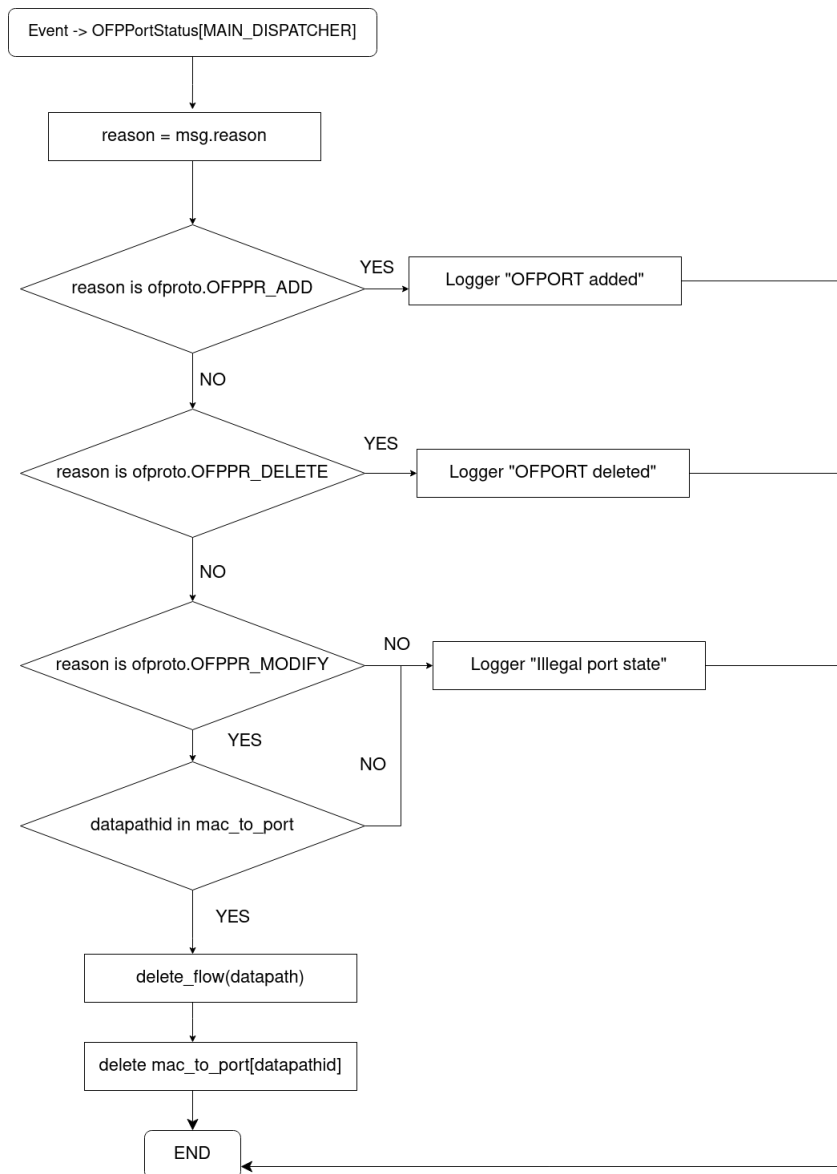 Event -> OFPPortStatus[MAIN_DISPATCHER]
reason = msg.reason
reason is ofproto.OFPPR_ADD
YES
Logger "OFPORT added"
NO
reason is ofproto.OFPPR_DELETE
YES
Logger "OFPORT deleted"
NO
reason is ofproto.OFPPR_MODIFY
NO
Logger "Illegal port state"
YES
NO
datapathid in mac_to_port
YES
delete_flow(datapath)
delete mac_to_port[datapathid]
END